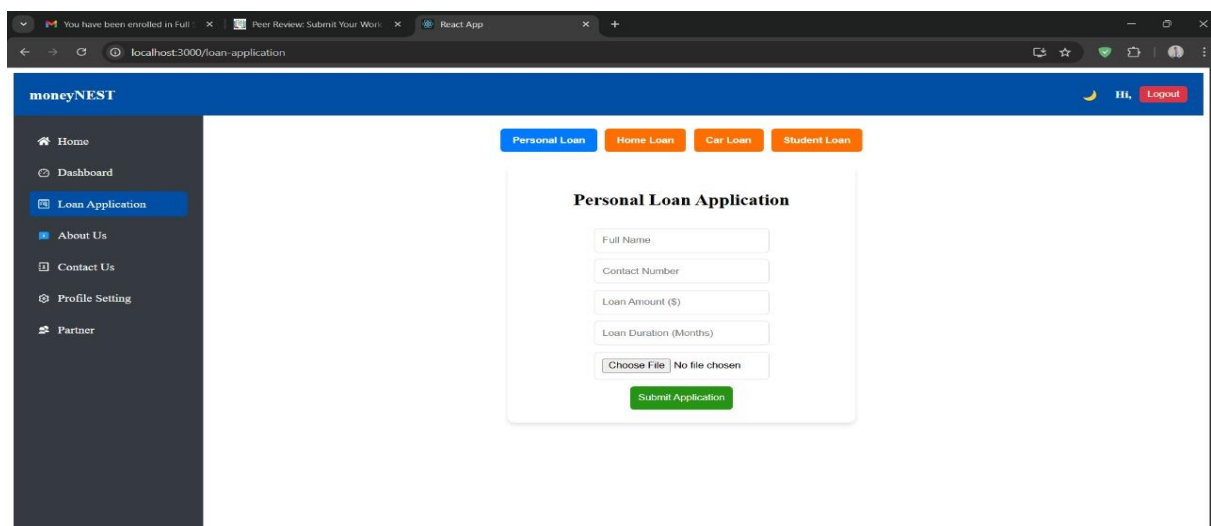 You have been enrolled in Full S
Peer Review: Submit Your Work
React App
localhost:3000/loan-application
moneyNEST
Hi, Logout
Home
Dashboard
Loan Application
About Us
Contact Us
Profile Setting
Partner
Personal Loan Home Loan Car Loan Student Loan
Personal Loan Application
Full Name
Contact Number
Loan Amount ($)
Loan Duration (Months)
Choose File No file chosen
Submit Application